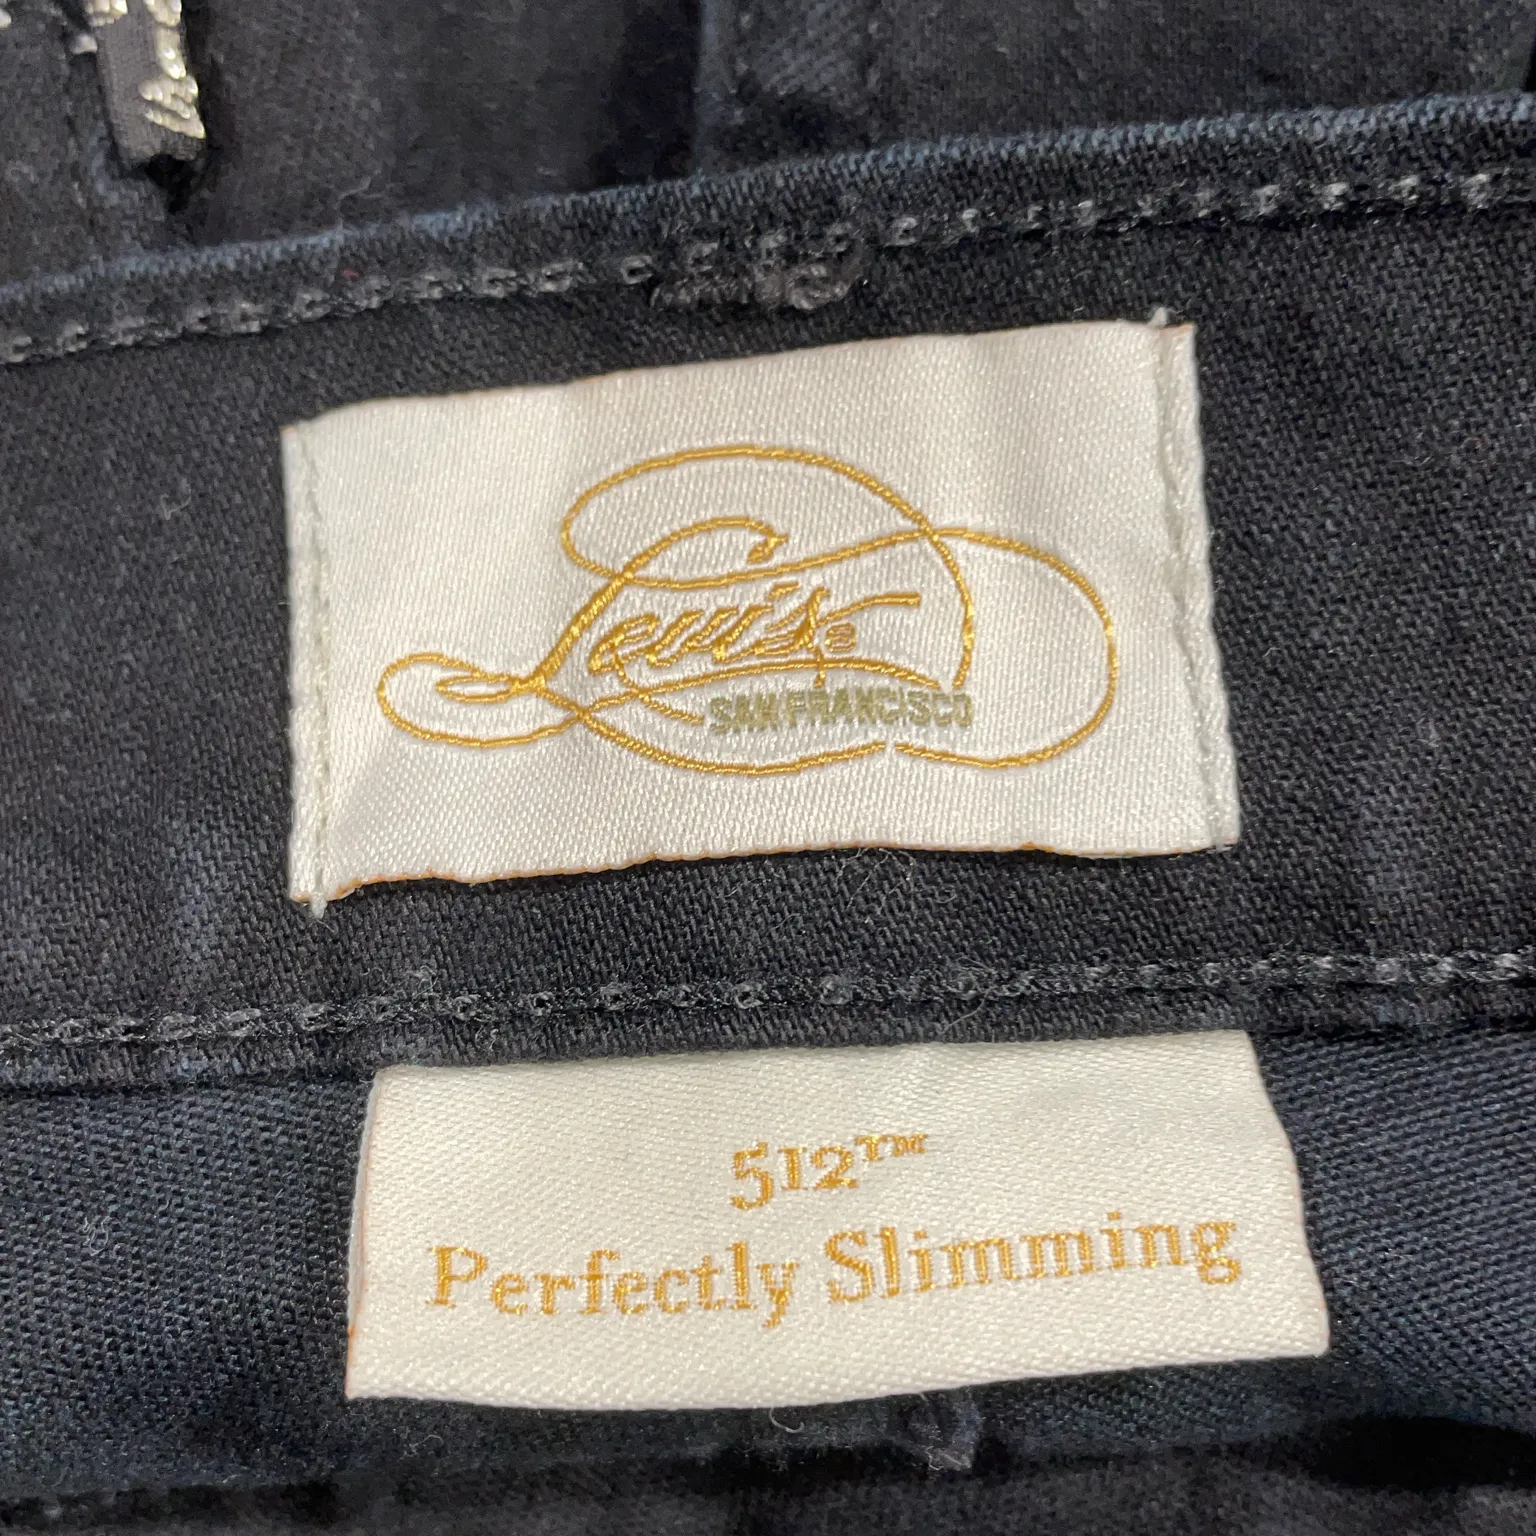 Levi's®
SAN FRANCISCO
512™
Perfectly Slimming